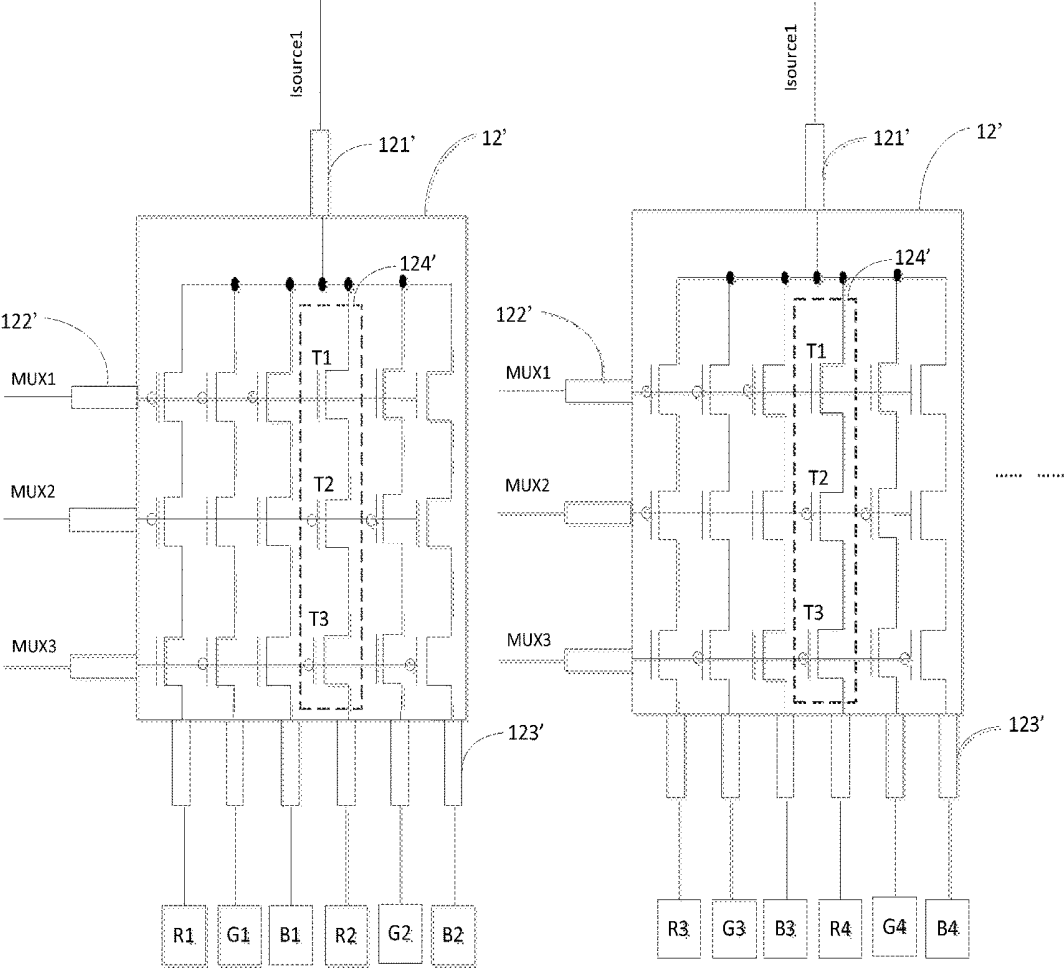 Isource1
121'
12'
124'
122'
T1
MUX1
T2
MUX2
T3
MUX3
123'
R1 G1 B1 R2 G2 B2
Isource1
121'
12'
124'
122'
T1
MUX1
T2
MUX2
T3
MUX3
123'
R3 G3 B3 R4 G4 B4